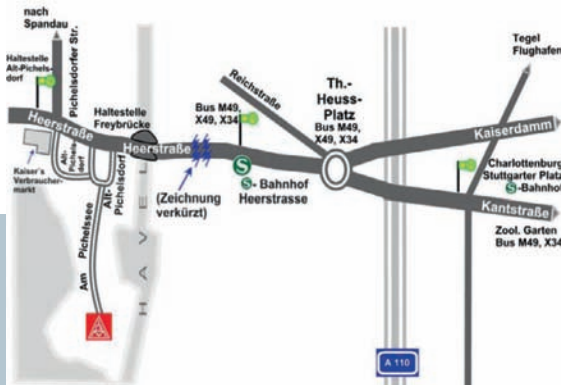 nach
Spandau
Haltestelle
Alt-Pichels-
dorf
Pichelsdorfer Str.
Heerstraße
Kaiser´s
Verbraucher-
markt
Alt-
Pichels-
dorf
Haltestelle
Freybrücke
Alt-
Pichelsdorf
Am Pichelssee
Heerstraße
HAVEL
(Zeichnung
verkürzt)
Bus M49,
X49, X34
S
S- Bahnhof
Heerstrasse
Reichstraße
Th.-
Heuss-
Platz
Bus M49,
X49, X34
Tegel
Flughafen
Kaiserdamm
Charlottenburg
Stuttgarter Platz
S-Bahnhof
Kantstraße
Zool. Garten
Bus M49, X34
A 110